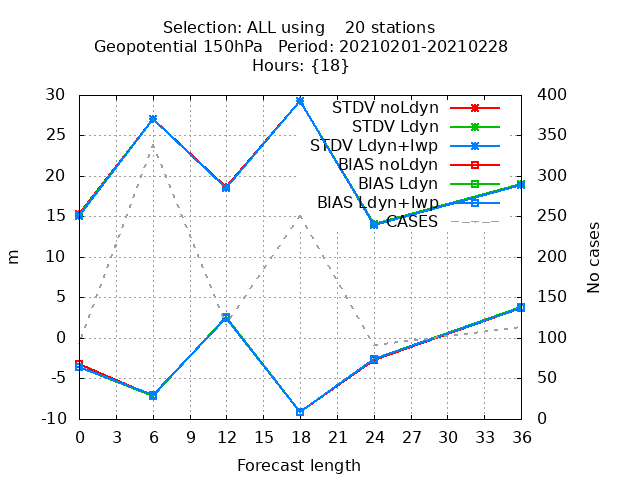 Selection: ALL using    20 stations
Geopotential 150hPa   Period: 20210201-20210228
Hours: {18}
30 400
STDV noLdyn
25 STDV Ldyn 350
STDV Ldyn+lwp
BIAS noLdyn
20 300
BIAS Ldyn
BIAS Ldyn+lwp
15 250
CASES
10 200
5 150
0 100
-5 50
-10 0
m
No cases
0 3 6 9 12 15 18 21 24 27 30 33 36
Forecast length